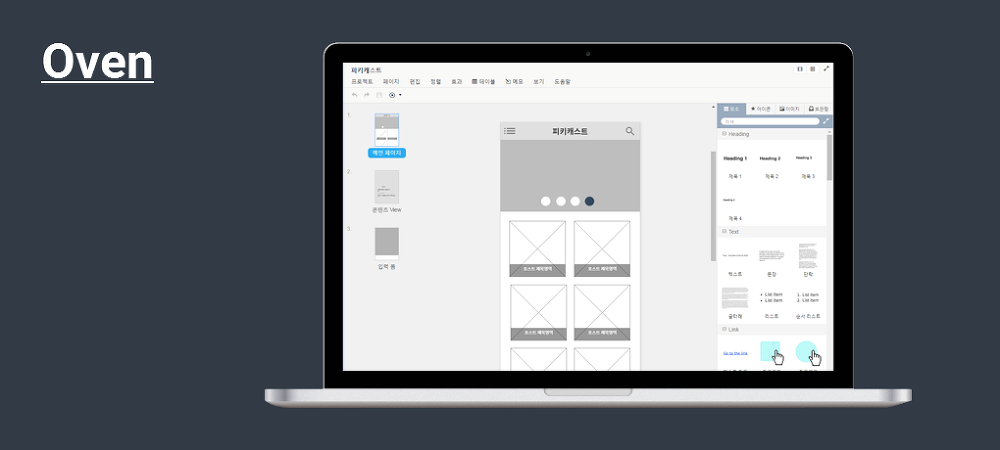 Oven
피키캐스트
프로젝트 페이지 편집 정렬 효과 테이블 메모 보기 도움말
1.
메인 페이지
2.
콘텐츠 View
3.
입력 폼
피키캐스트
포스트 제목영역 포스트 제목영역
포스트 제목영역 포스트 제목영역
요소 아이콘 이미지 보관함
검색
Heading
Heading 1 Heading 2 Heading 3
제목 1 제목 2 제목 3
Heading 4
제목 4
Text
텍스트 문장 단락
List Item 1. List Item
List Item 2. List Item
글타래 리스트 순서 리스트
Link
Go to the link